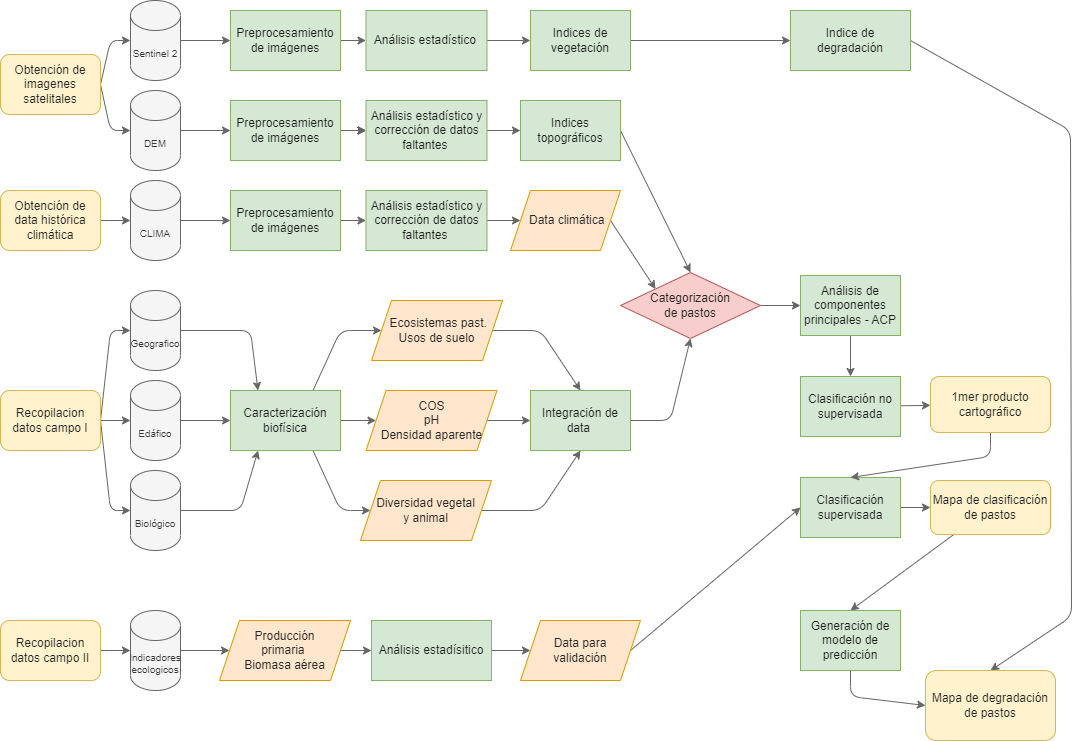 Obtención de
imagenes
satelitales
Sentinel 2
Preprocesamiento
de imágenes
Análisis estadístico
Indices de
vegetación
Indice de
degradación
DEM
Preprocesamiento
de imágenes
Análisis estadístico y
corrección de datos
faltantes
Indices
topográficos
Obtención de
data histórica
climática
CLIMA
Preprocesamiento
de imágenes
Análisis estadístico y
corrección de datos
faltantes
Data climática
Categorización
de pastos
Análisis de
componentes
principales - ACP
Recopilacion
datos campo I
Geografico
Edáfico
Biológico
Caracterización
biofísica
Ecosistemas past.
Usos de suelo
COS
pH
Densidad aparente
Diversidad vegetal
y animal
Integración de
data
Clasificación no
supervisada
1mer producto
cartográfico
Clasificación
supervisada
Mapa de clasificación
de pastos
Recopilacion
datos campo II
Indicadores
ecologicos
Producción
primaria
Biomasa aérea
Análisis estadísitico
Data para
validación
Generación de
modelo de
predicción
Mapa de degradación
de pastos